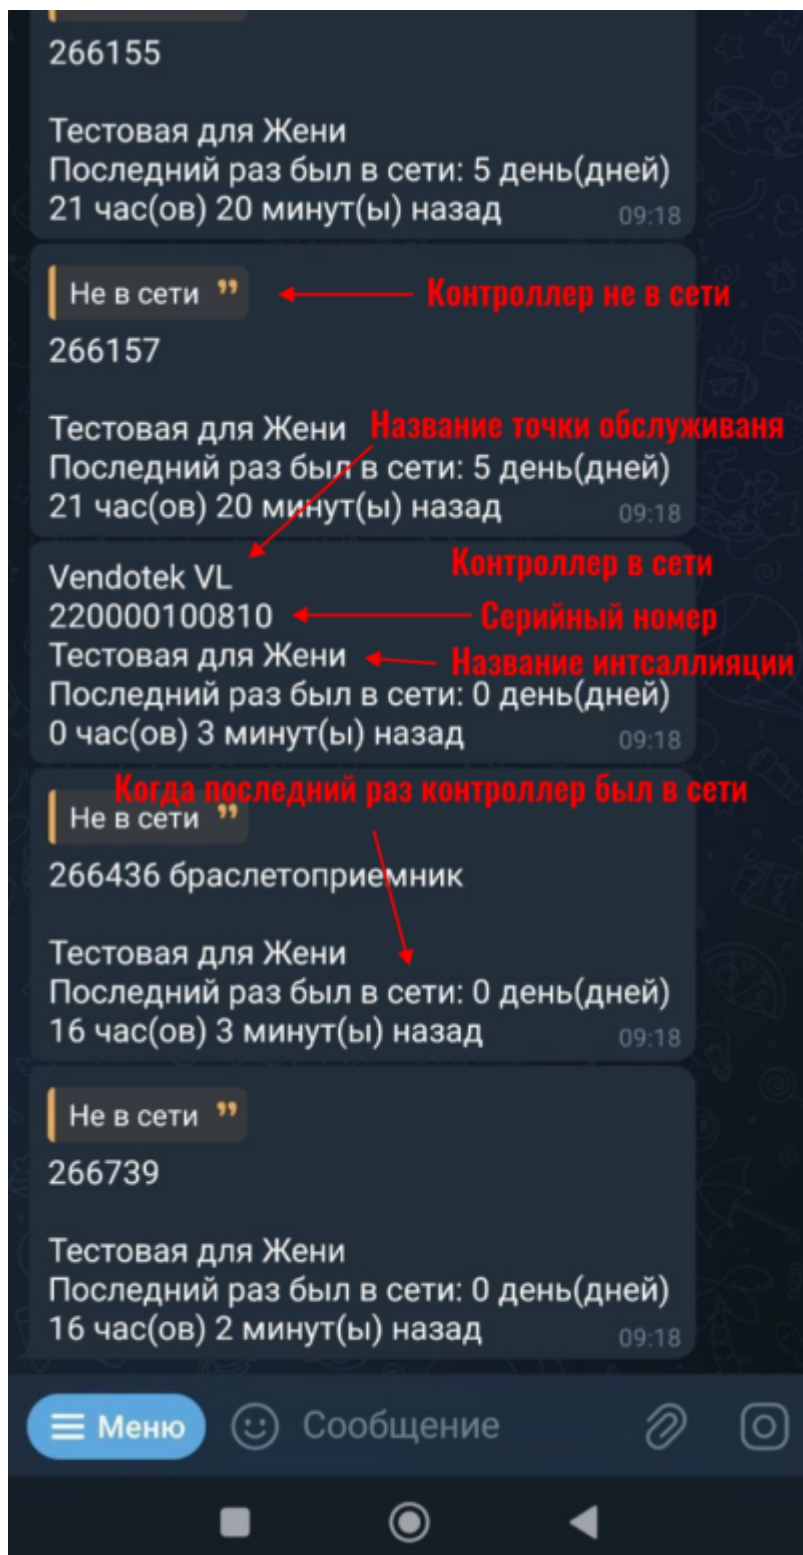 266155
Тестовая для Жени
Последний раз был в сети: 5 день(дней)
21 час(ов) 20 минут(ы) назад
09:18
Не в сети
Контроллер не в сети
266157
Тестовая для Жени
Название точки обслуживаня
Последний раз был в сети: 5 день(дней)
21 час(ов) 20 минут(ы) назад
09:18
Контроллер в сети
Vendotek VL
220000100810
Серийный номер
Тестовая для Жени
Название интсаллияции
Последний раз был в сети: 0 день(дней)
0 час(ов) 3 минут(ы) назад
09:18
Когда последний раз контроллер был в сети
Не в сети
266436 браслетоприемник
Тестовая для Жени
Последний раз был в сети: 0 день(дней)
16 час(ов) 3 минут(ы) назад
09:18
Не в сети
266739
Тестовая для Жени
Последний раз был в сети: 0 день(дней)
16 час(ов) 2 минут(ы) назад
09:18
Меню
Сообщение